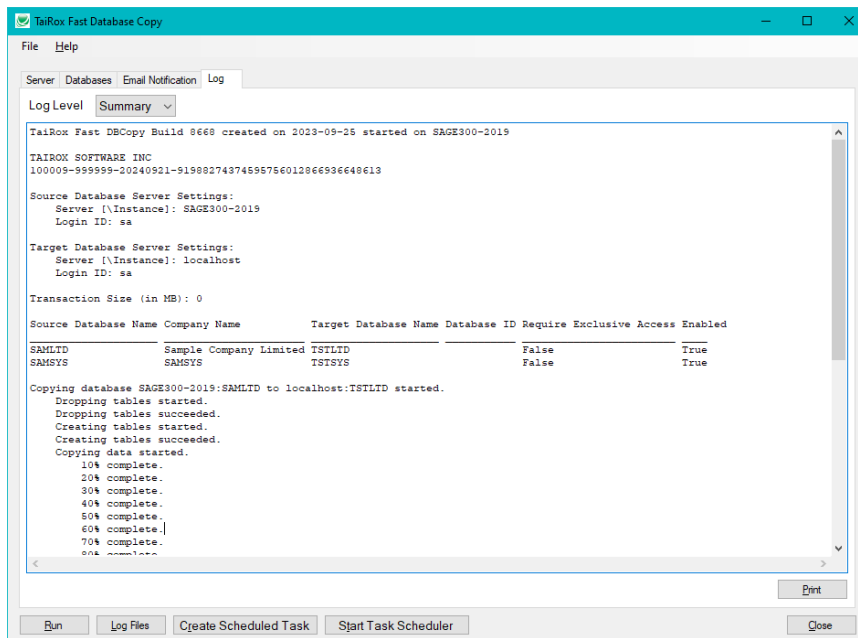 TaiRox Fast Database Copy
File Help
Server Databases Email Notification Log
Log Level Summary
TaiRox Fast DBCopy Build 8668 created on 2023-09-25 started on SAGE300-2019
TAIROX SOFTWARE INC
100009-999999-20240921-91988274374595756012866936648613
Source Database Server Settings:
Server [\Instance]: SAGE300-2019
Login ID: sa
Target Database Server Settings:
Server [\Instance]: localhost
Login ID: sa
Transaction Size (in MB): 0
Source Database Name Company Name Target Database Name Database ID Require Exclusive Access Enabled
SAMLTD Sample Company Limited TSTLTD False True
SAMSYS SAMSYS TSTSYS False True
Copying database SAGE300-2019:SAMLTD to localhost:TSTLTD started.
Dropping tables started.
Dropping tables succeeded.
Creating tables started.
Creating tables succeeded.
Copying data started.
10% complete.
20% complete.
30% complete.
40% complete.
50% complete.
60% complete.
70% complete.
80% complete
Print
Run Log Files Create Scheduled Task Start Task Scheduler Close